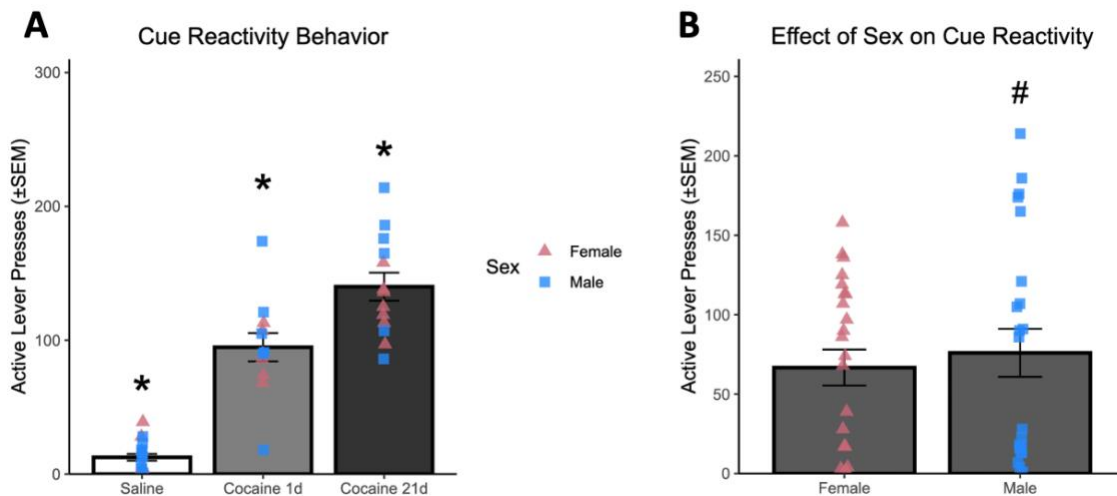 A
Cue Reactivity Behavior
300
200
100
0
Active Lever Presses (±SEM)
*
*
*
Saline
Cocaine 1d
Cocaine 21d
Sex
Female
Male
B
Effect of Sex on Cue Reactivity
250
200
150
100
50
0
Active Lever Presses (±SEM)
#
Female
Male